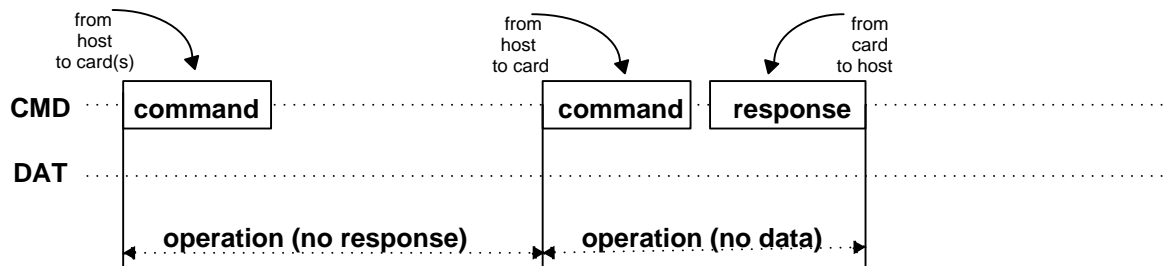 from
host
to card(s)
from
host
to card
from
card
to host
CMD
command
command
response
DAT
operation (no response)
operation (no data)